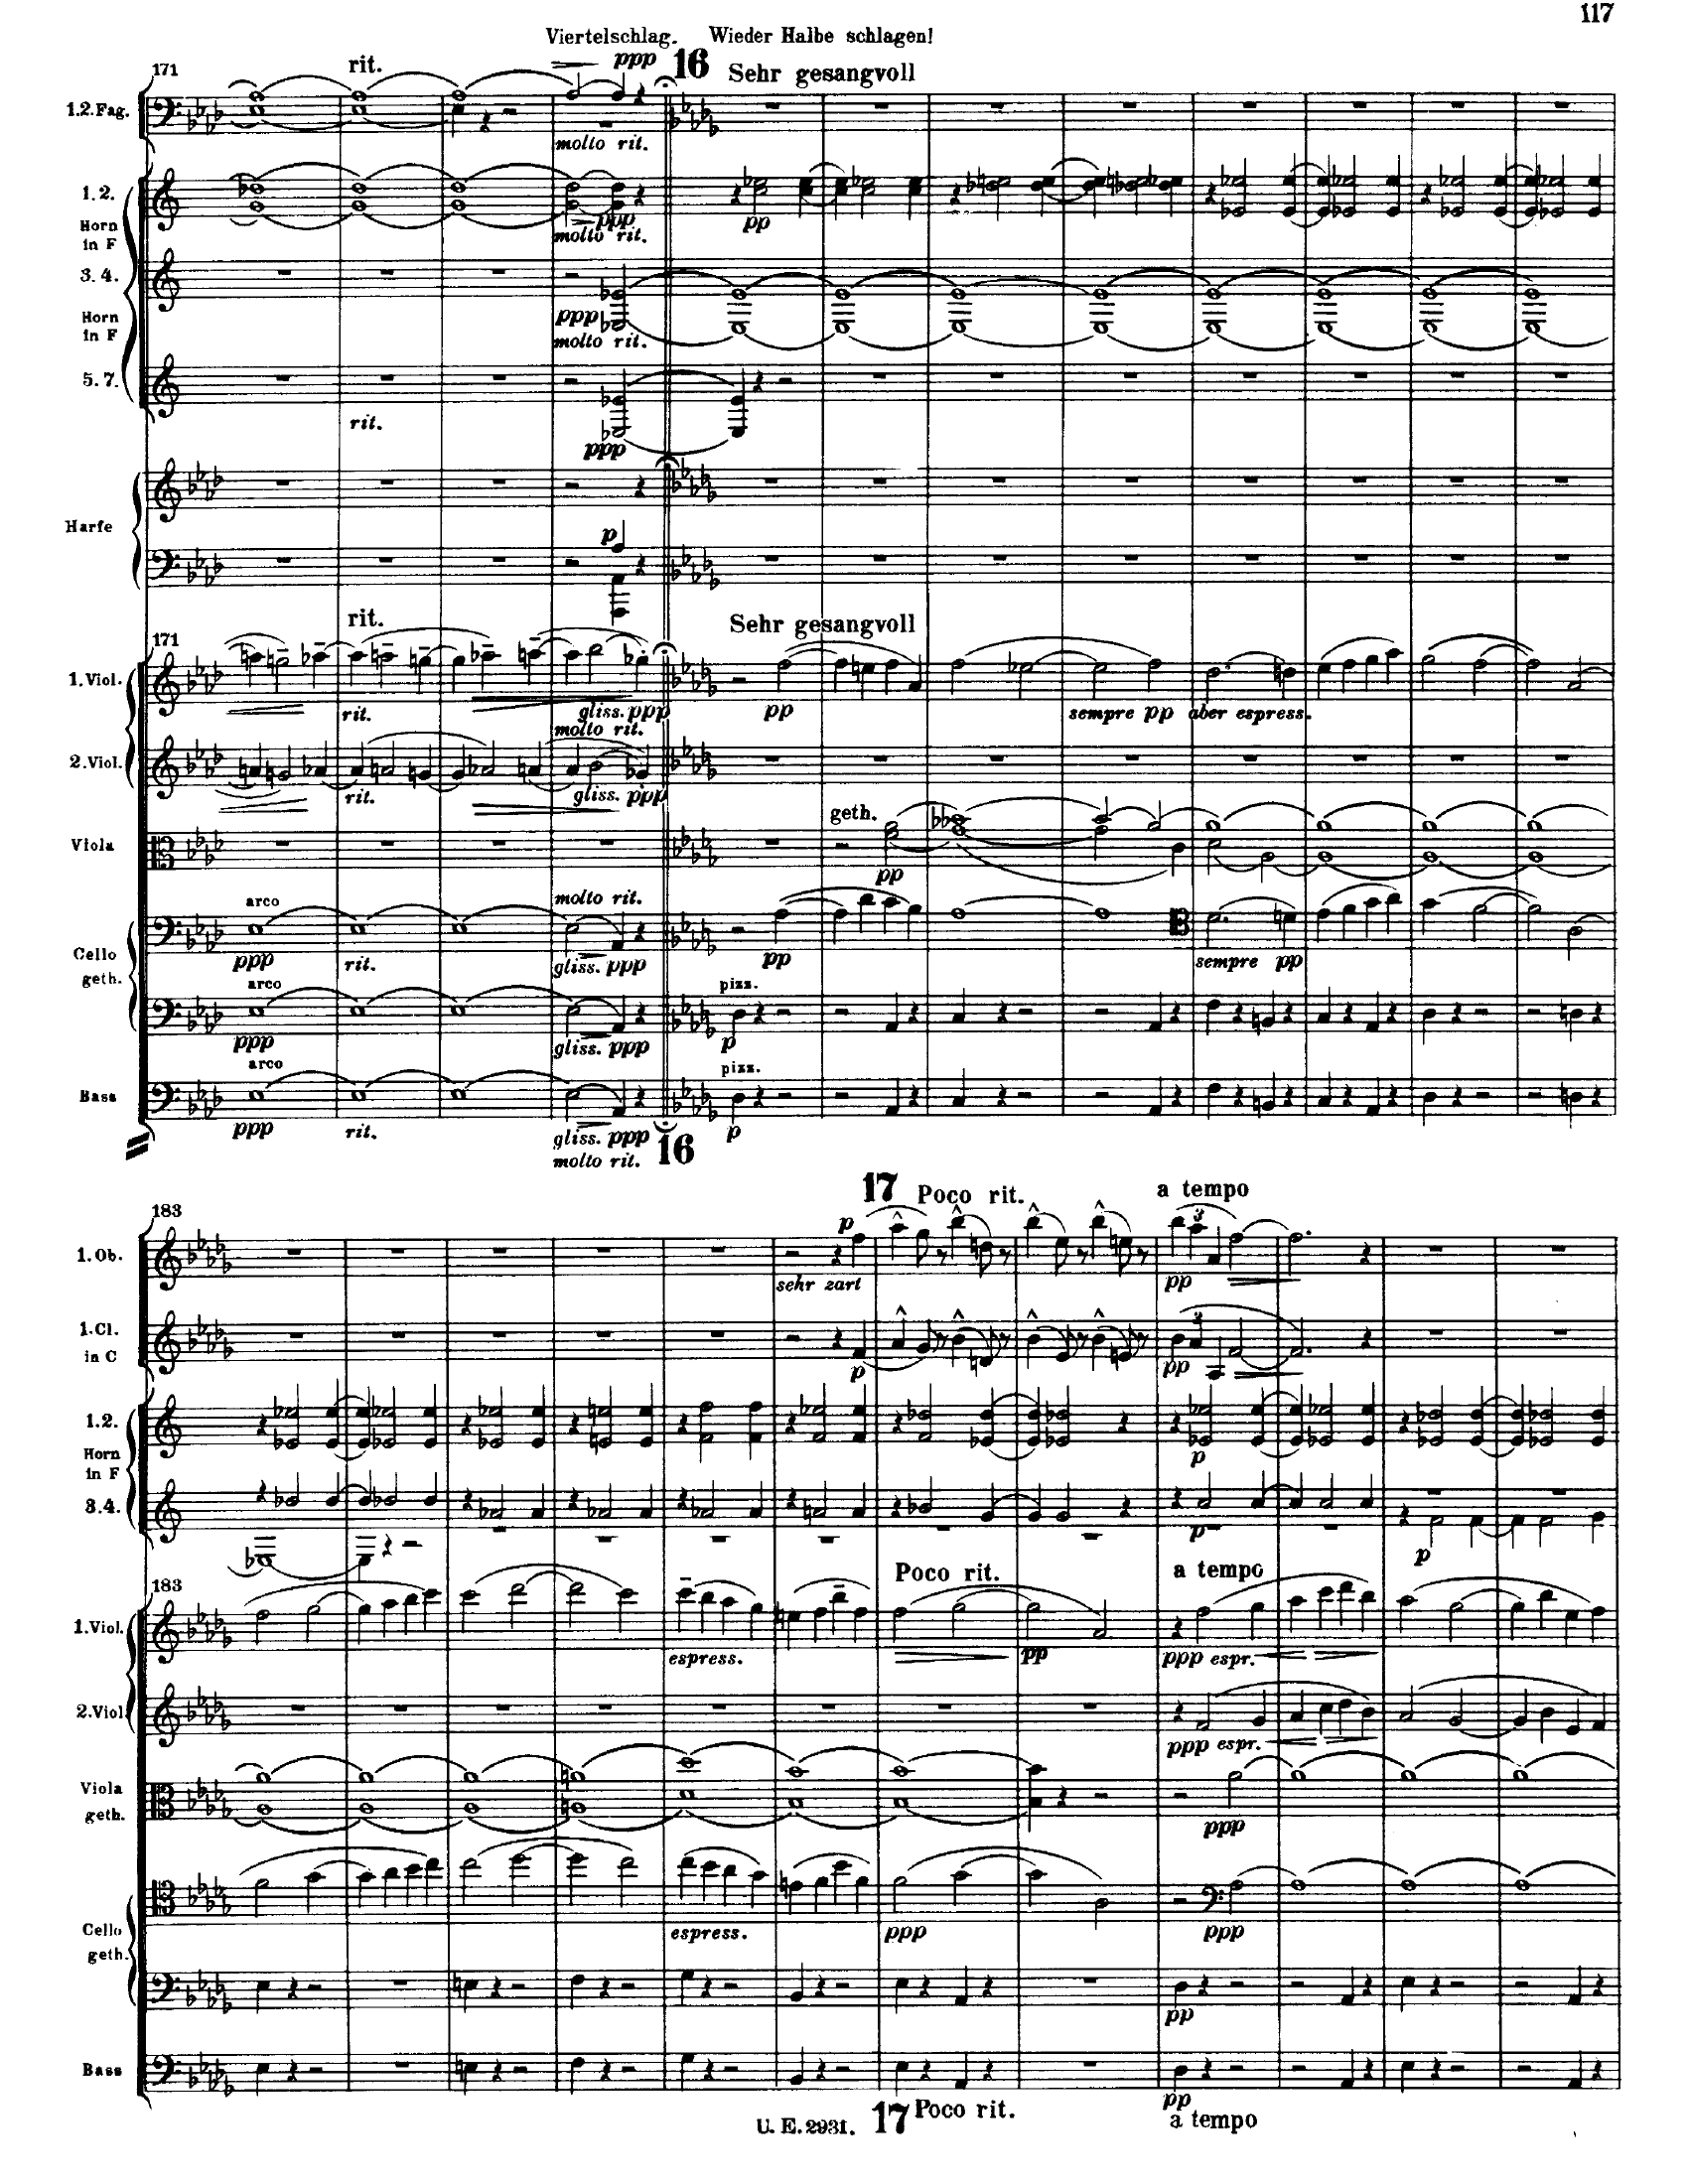 117
Viertelschlag. Wieder Halbe schlagen!
171 rit. ppp 16 Sehr gesangvoll
1.2.Fag.
molto rit.
1.2.
pp
ppp
Horn in F
molto rit.
3.4.
Horn in F
ppp
molto rit.
5.7.
rit.
ppp
Harfe
p
rit. Sehr gesangvoll
171
1.Viol.
rit. gliss. ppp pp sempre pp aber espress.
molto rit.
2.Viol.
rit. gliss. ppp
geth.
Viola
pp
arco molto rit.
ppp rit. gliss. ppp pp sempre pp
Cello geth.
arco pizz.
ppp gliss. ppp p
arco pizz.
Bass
ppp rit. gliss. ppp p
molto rit. 16
17 Poco rit. a tempo
183 p
1.Ob.
sehr zart pp 3
1.Cl. in C
p pp 3
1.2.
Horn in F
p
3.4.
p p
Poco rit. a tempo
183
1.Viol.
espress. pp ppp espr.
2.Viol.
ppp espr.
Viola geth.
ppp
Cello geth.
espress. ppp ppp
pp
Bass
pp
U. E. 2931. 17 Poco rit. a tempo